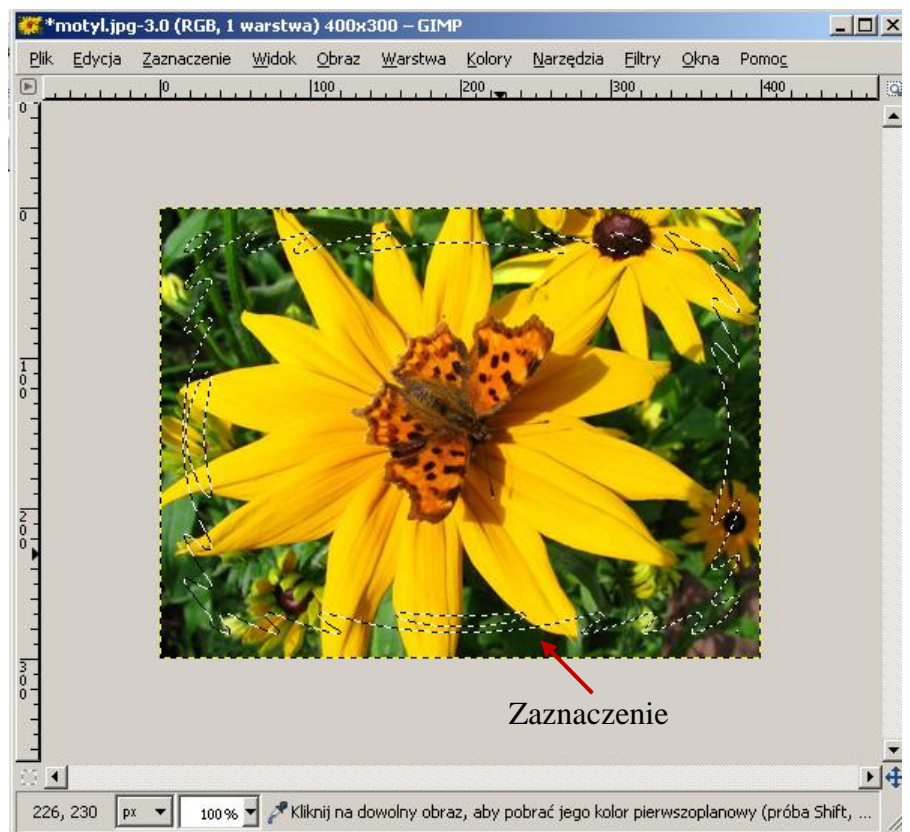 *motyl.jpg-3.0 (RGB, 1 warstwa) 400x300 – GIMP
Plik Edycja Zaznaczenie Widok Obraz Warstwa Kolory Narzędzia Filtry Okna Pomoc
0 100 200 300 400
0
0
100
200
300
Zaznaczenie
226, 230 px 100% Kliknij na dowolny obraz, aby pobrać jego kolor pierwszoplanowy (próba Shift, ...